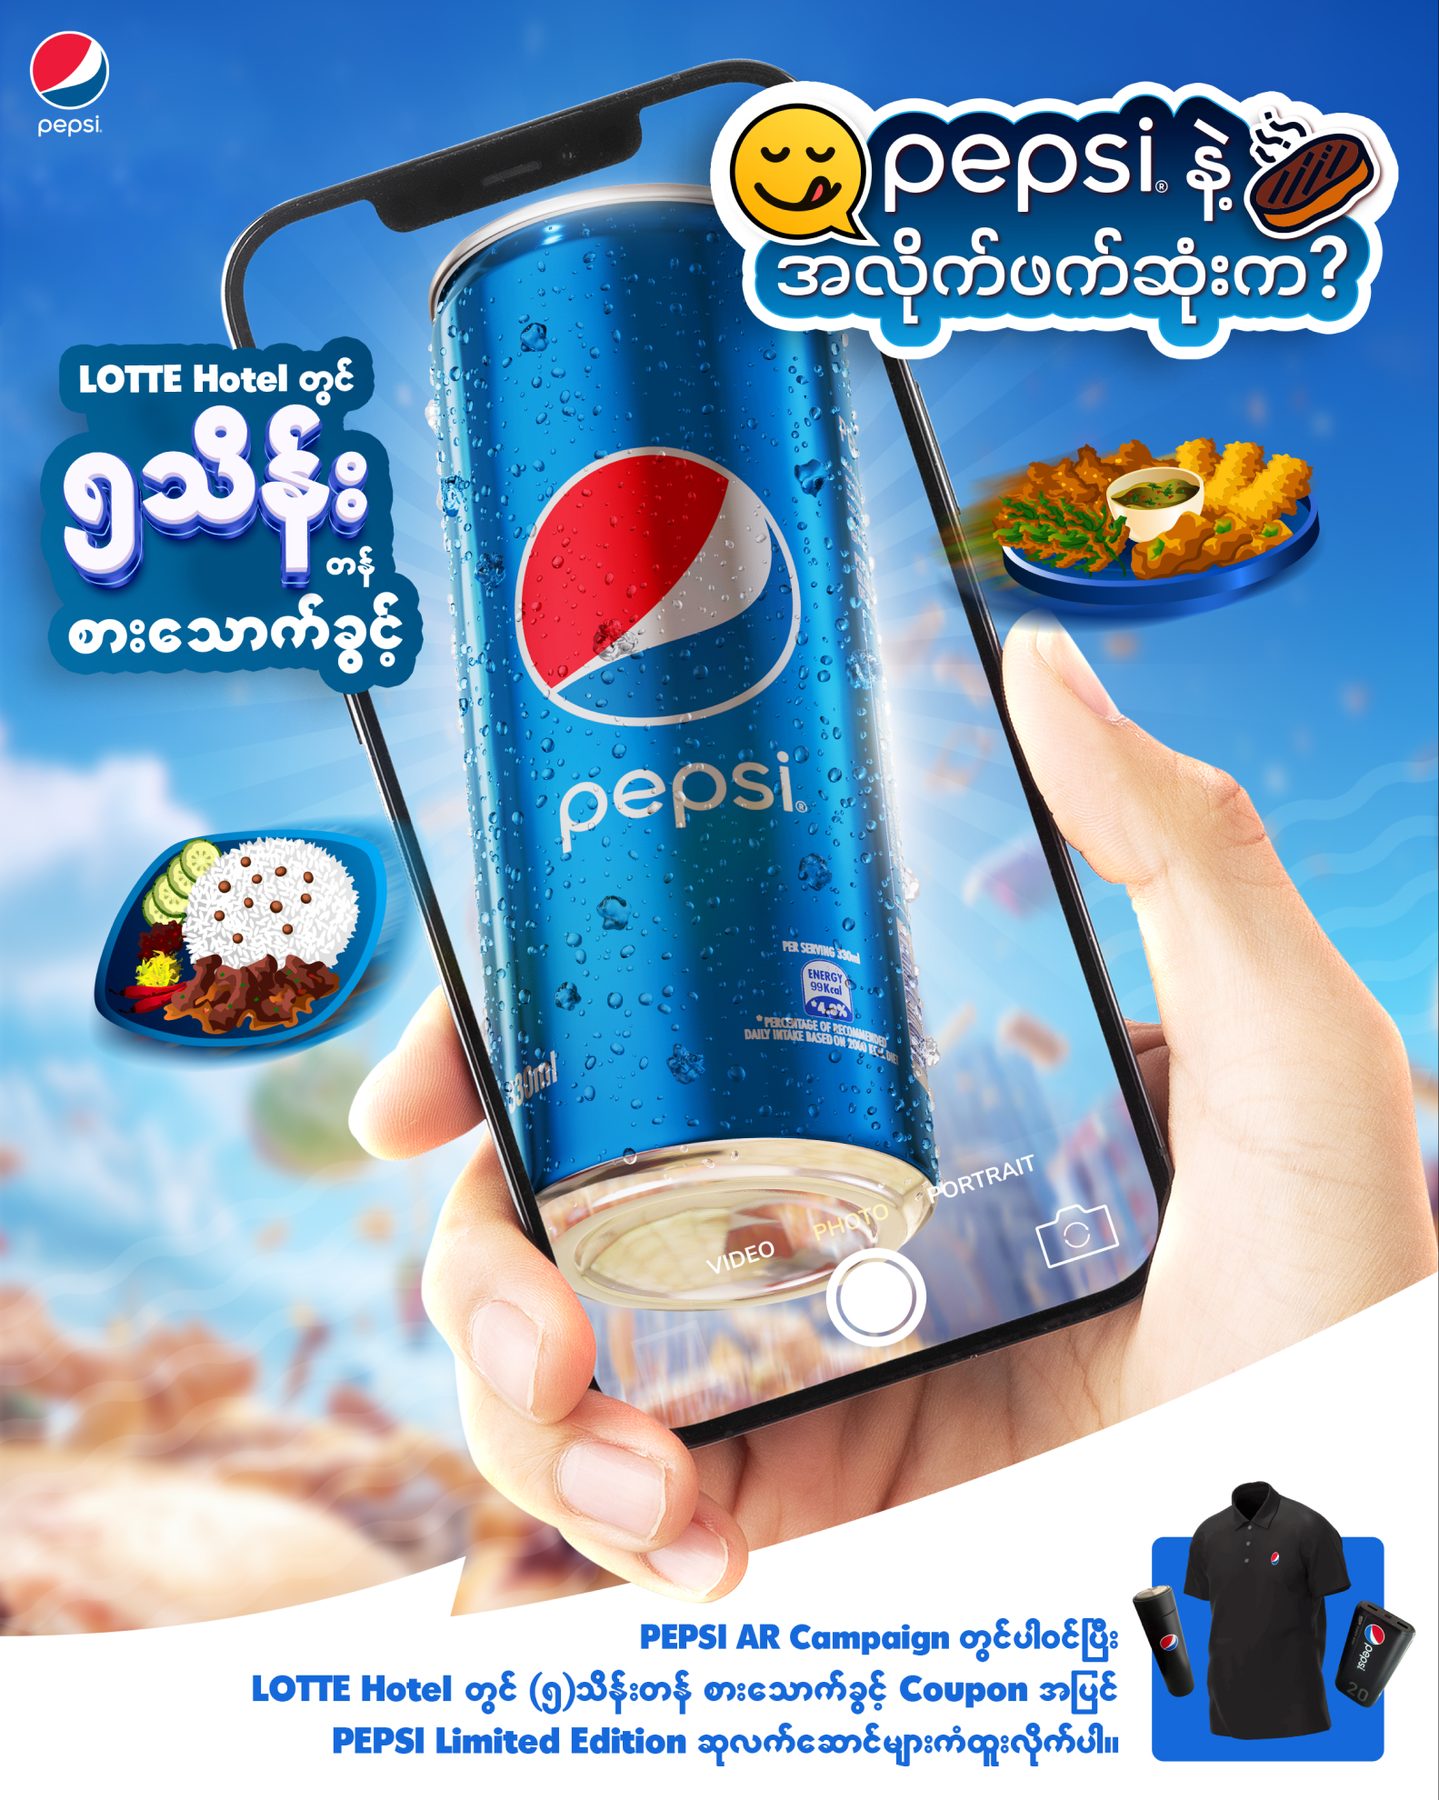 pepsi
pepsi နဲ့
အလိုက်ဖက်ဆုံးက?
LOTTE Hotel တွင်
၅သိန်း
တန်
စားသောက်ခွင့်
pepsi
PER SERVING 330ml
ENERGY
99Kcal
*4.3%
*PERCENTAGE OF RECOMMENDED
DAILY INTAKE BASED ON 2000 KCAL DIET
330ml
VIDEO PHOTO PORTRAIT
PEPSI AR Campaign တွင်ပါဝင်ပြီး
LOTTE Hotel တွင် (၅)သိန်းတန် စားသောက်ခွင့် Coupon အပြင်
PEPSI Limited Edition ဆုလက်ဆောင်များကံထူးလိုက်ပါ။
pepsi
20